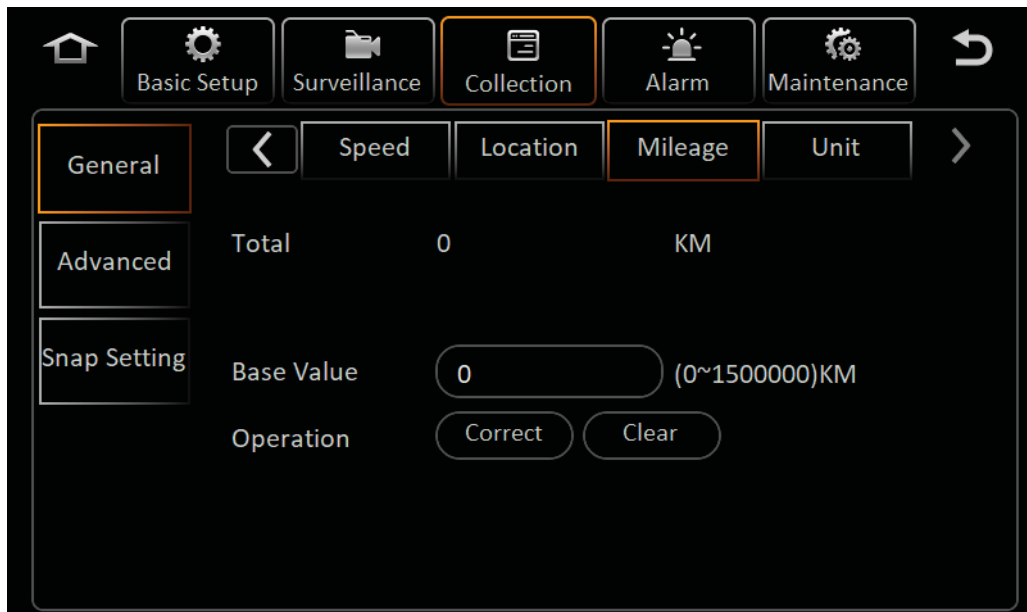 Basic Setup
Surveillance
Collection
Alarm
Maintenance
General
Speed
Location
Mileage
Unit
Advanced
Total 0 KM
Snap Setting
Base Value 0 (0~1500000)KM
Operation Correct Clear